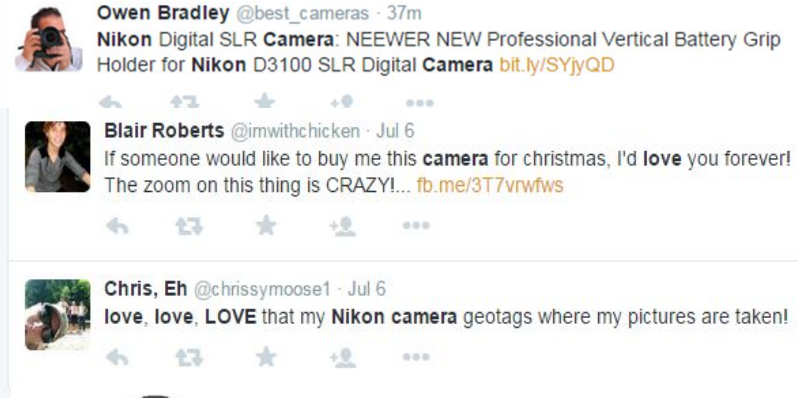 Owen Bradley @best_cameras · 37m
Nikon Digital SLR Camera: NEEWER NEW Professional Vertical Battery Grip
Holder for Nikon D3100 SLR Digital Camera bit.ly/SYjyQD
Blair Roberts @imwithchicken · Jul 6
If someone would like to buy me this camera for christmas, I'd love you forever!
The zoom on this thing is CRAZY!... fb.me/3T7vrwfws
Chris, Eh @chrissymoose1 · Jul 6
love, love, LOVE that my Nikon camera geotags where my pictures are taken!